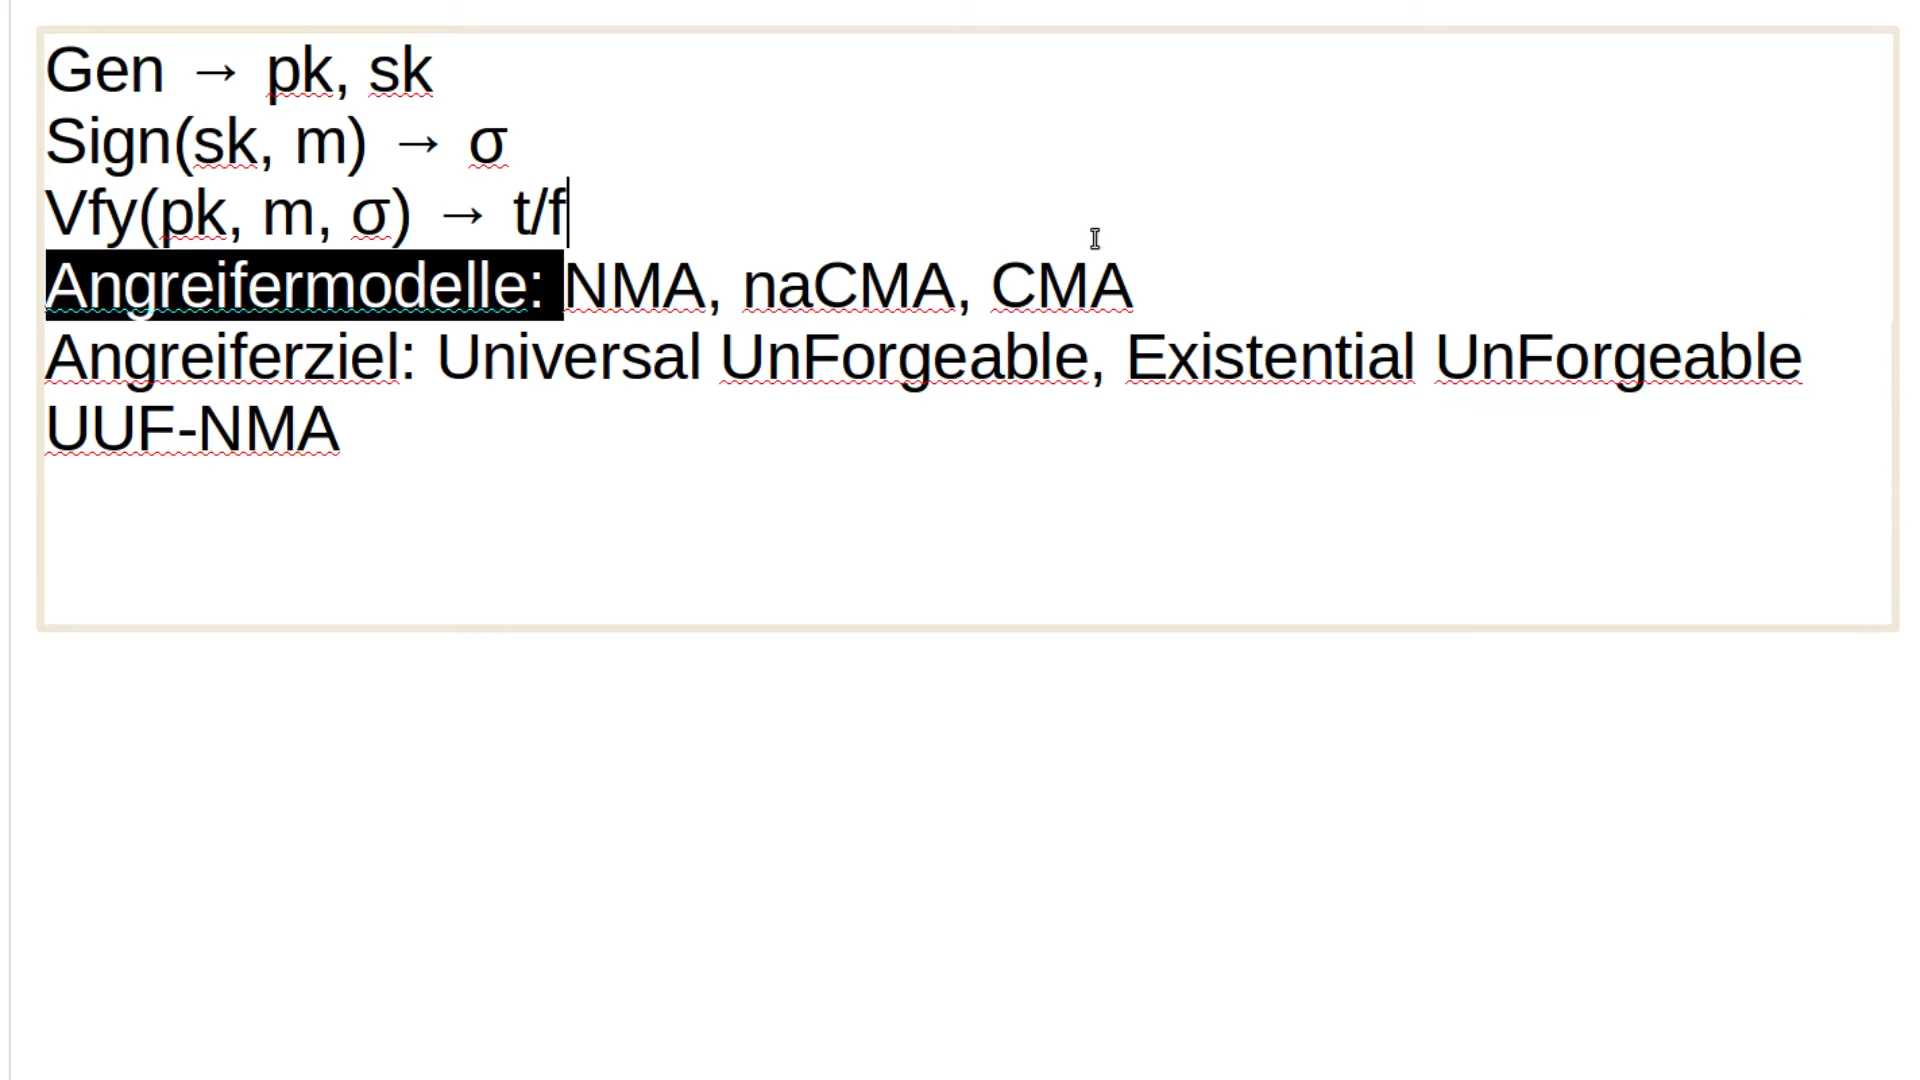 Gen → pk, sk
Sign(sk, m) → σ
Vfy(pk, m, σ) → t/f
Angreifermodelle: NMA, naCMA, CMA
Angreiferziel: Universal UnForgeable, Existential UnForgeable
UUF-NMA